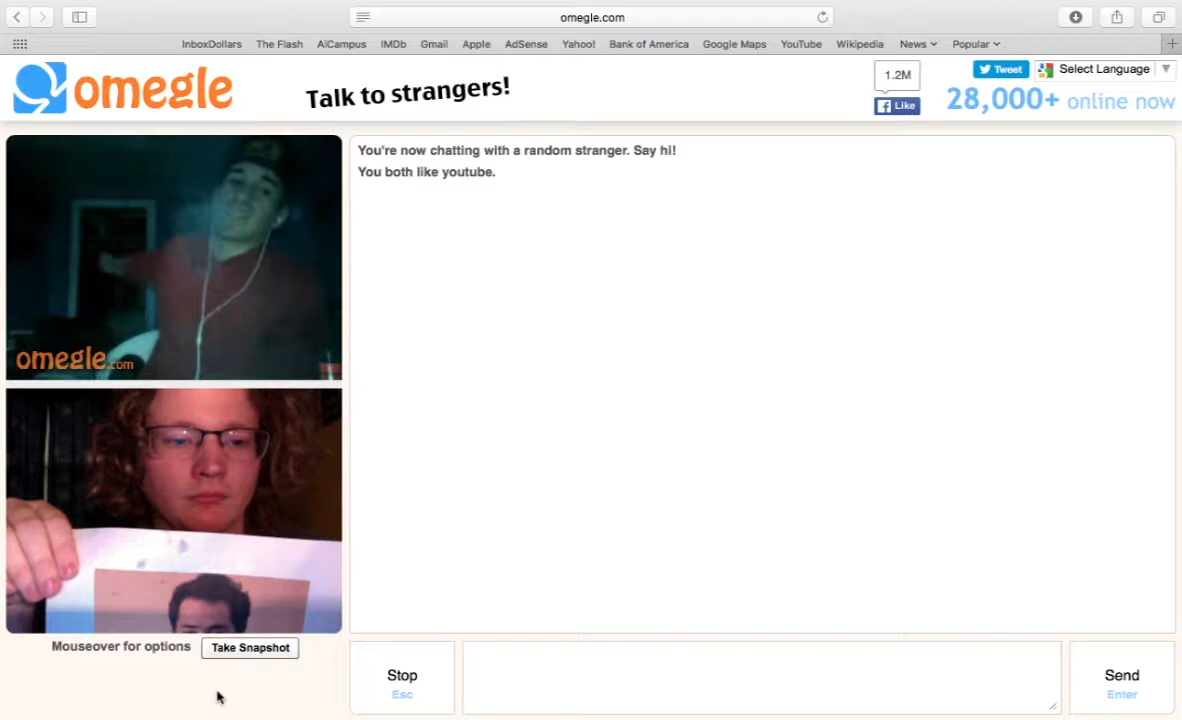 omegle.com
InboxDollars The Flash AiCampus IMDb Gmail Apple AdSense Yahoo! Bank of America Google Maps YouTube Wikipedia News Popular
omegle
Talk to strangers!
1.2M
Like
Tweet
Select Language
28,000+ online now
You're now chatting with a random stranger. Say hi!
You both like youtube.
omegle.com
Mouseover for options
Take Snapshot
Stop
Esc
Send
Enter